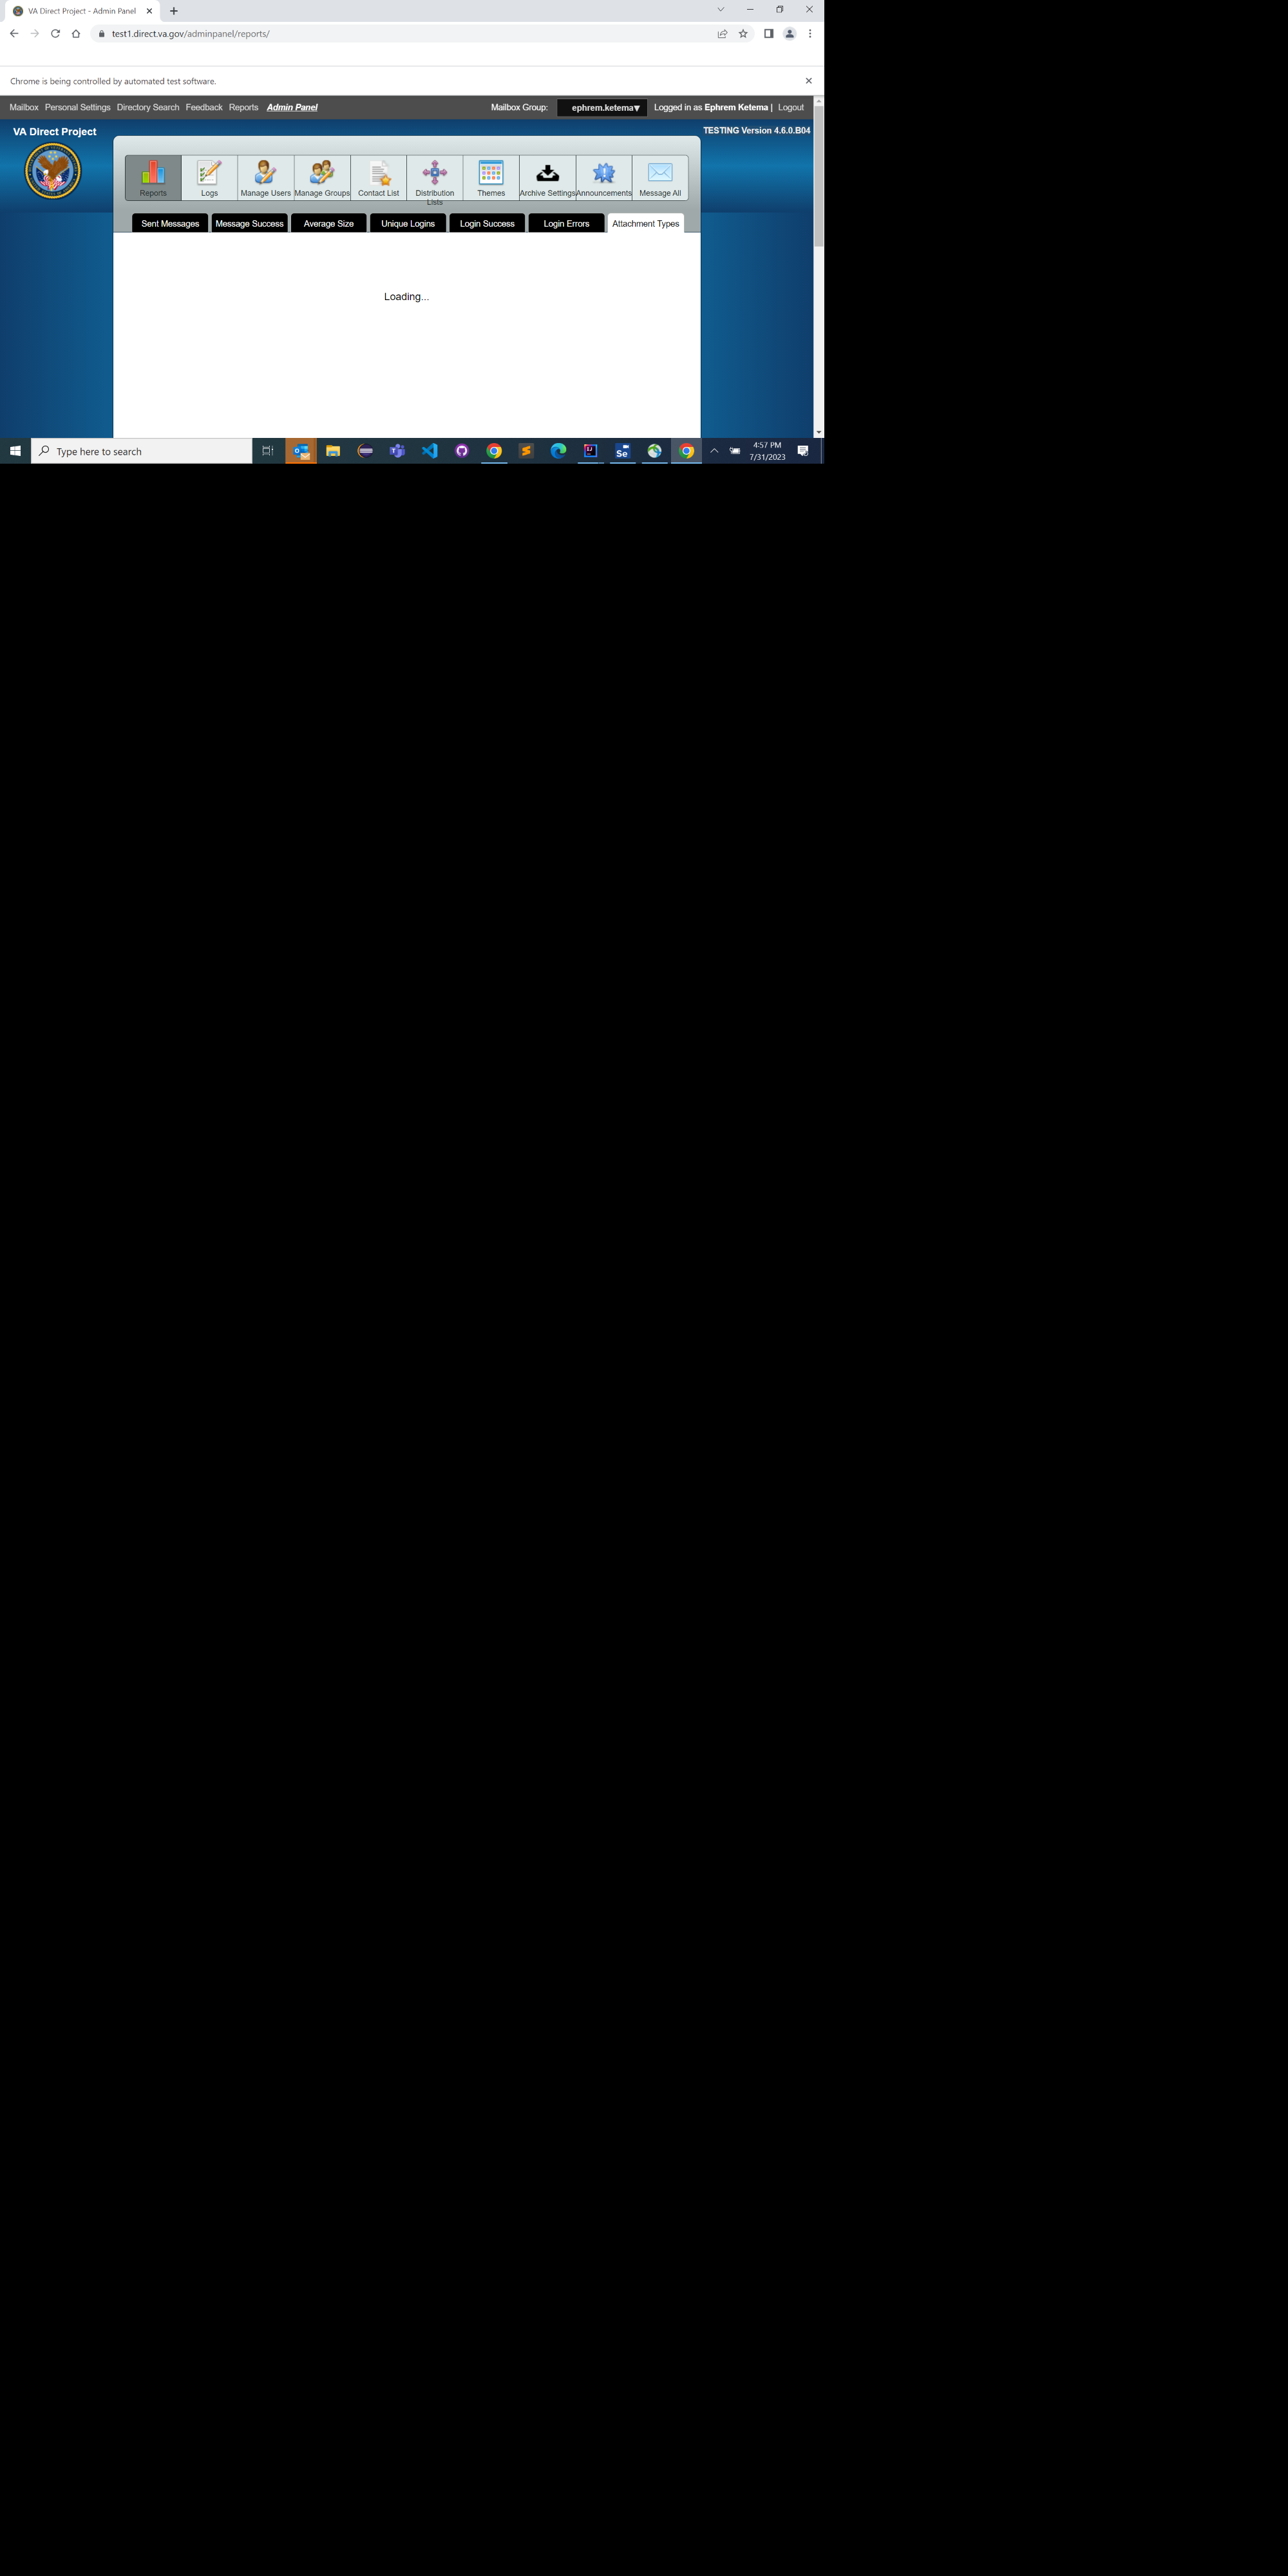 VA Direct Project - Admin Panel
test1.direct.va.gov/adminpanel/reports/
Chrome is being controlled by automated test software.
Mailbox Personal Settings Directory Search Feedback Reports Admin Panel Mailbox Group: ephrem.ketema▼ Logged in as Ephrem Ketema | Logout
VA Direct Project
TESTING Version 4.6.0.B04
Reports Logs Manage Users Manage Groups Contact List Distribution Lists Themes Archive Settings Announcements Message All
Sent Messages Message Success Average Size Unique Logins Login Success Login Errors Attachment Types
Loading...
Type here to search
Se
4:57 PM
7/31/2023